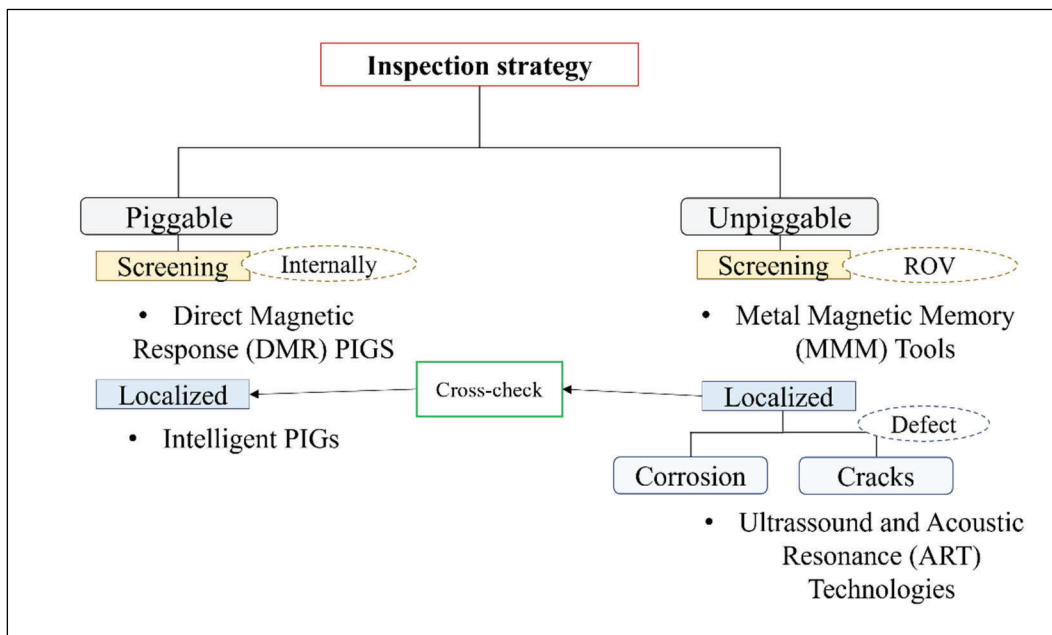 Inspection strategy
Piggable
Screening
Internally
• Direct Magnetic
Response (DMR) PIGS
Localized
• Intelligent PIGs
Cross-check
Unpiggable
Screening
ROV
• Metal Magnetic Memory
(MMM) Tools
Localized
Defect
Corrosion
Cracks
• Ultrassound and Acoustic
Resonance (ART)
Technologies